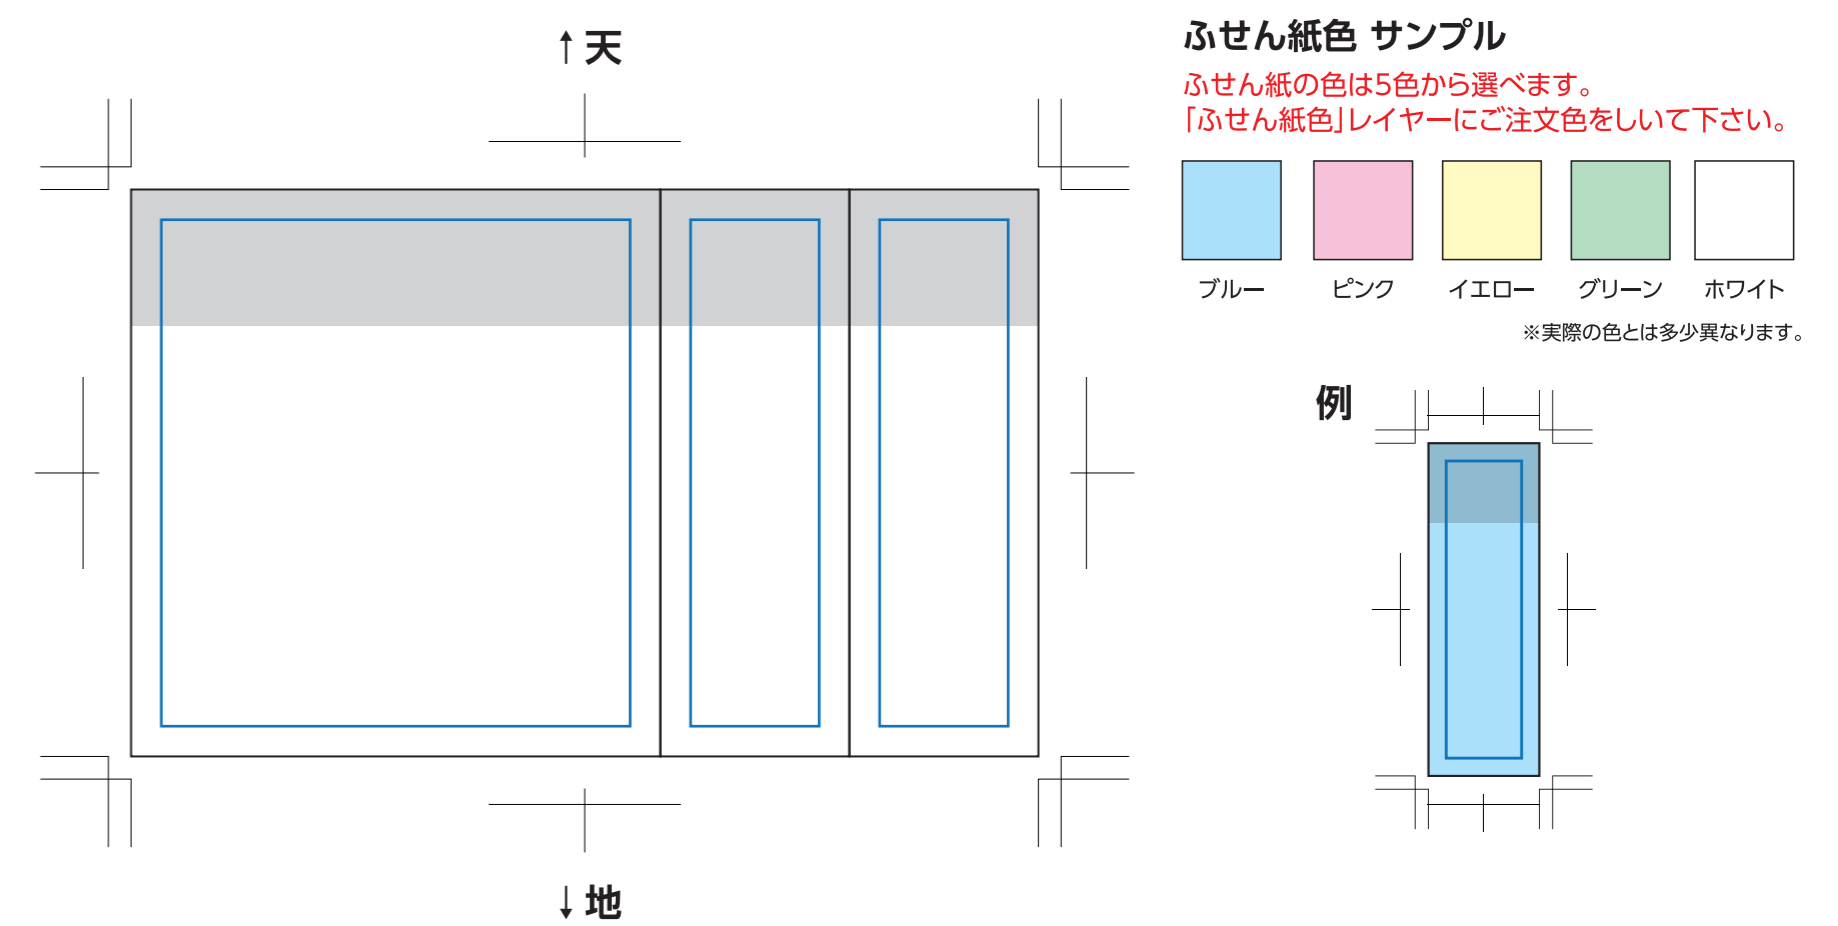 ↑天
↓地
ふせん紙色 サンプル
ふせん紙の色は5色から選べます。
「ふせん紙色」レイヤーにご注文色をしいて下さい。
ブルー ピンク イエロー グリーン ホワイト
※実際の色とは多少異なります。
例